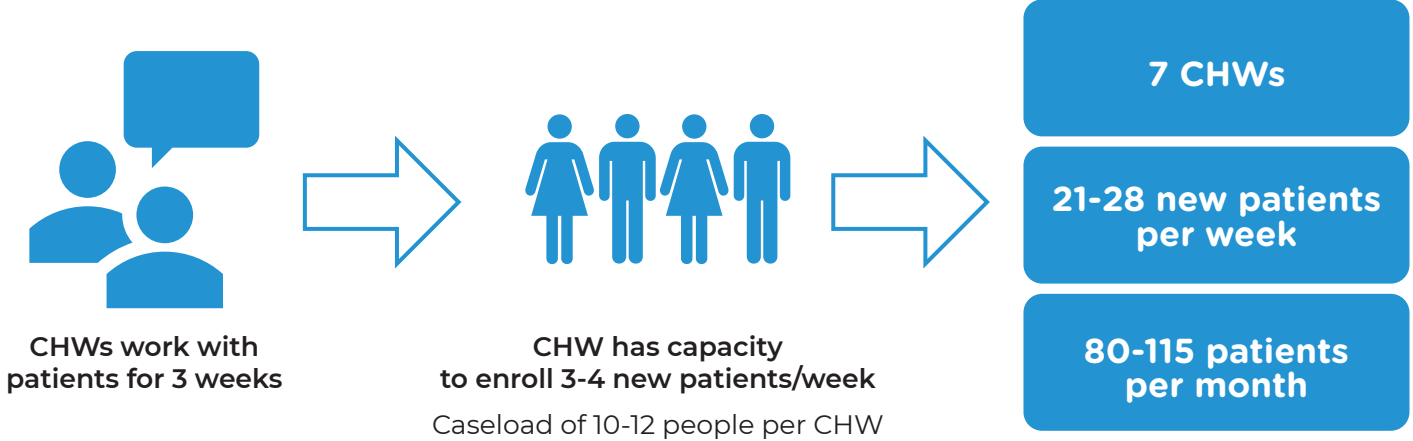 CHWs work with
patients for 3 weeks
CHW has capacity
to enroll 3-4 new patients/week
Caseload of 10-12 people per CHW
7 CHWs
21-28 new patients
per week
80-115 patients
per month